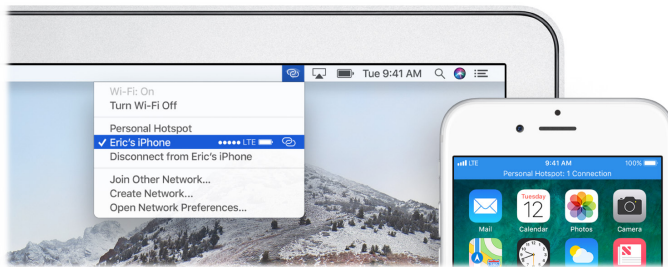 Tue 9:41 AM
Wi-Fi: On
Turn Wi-Fi Off
Personal Hotspot
✓ Eric's iPhone ●●●●● LTE
Disconnect from Eric's iPhone
Join Other Network...
Create Network...
Open Network Preferences...
LTE 9:41 AM 100%
Personal Hotspot: 1 Connection
Tuesday
12
Mail Calendar Photos Camera